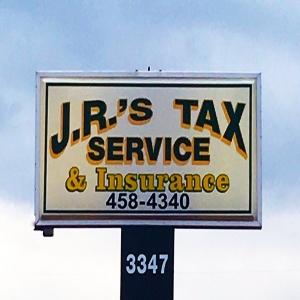 J.R.'S TAX
SERVICE
& Insurance
458-4340
3347